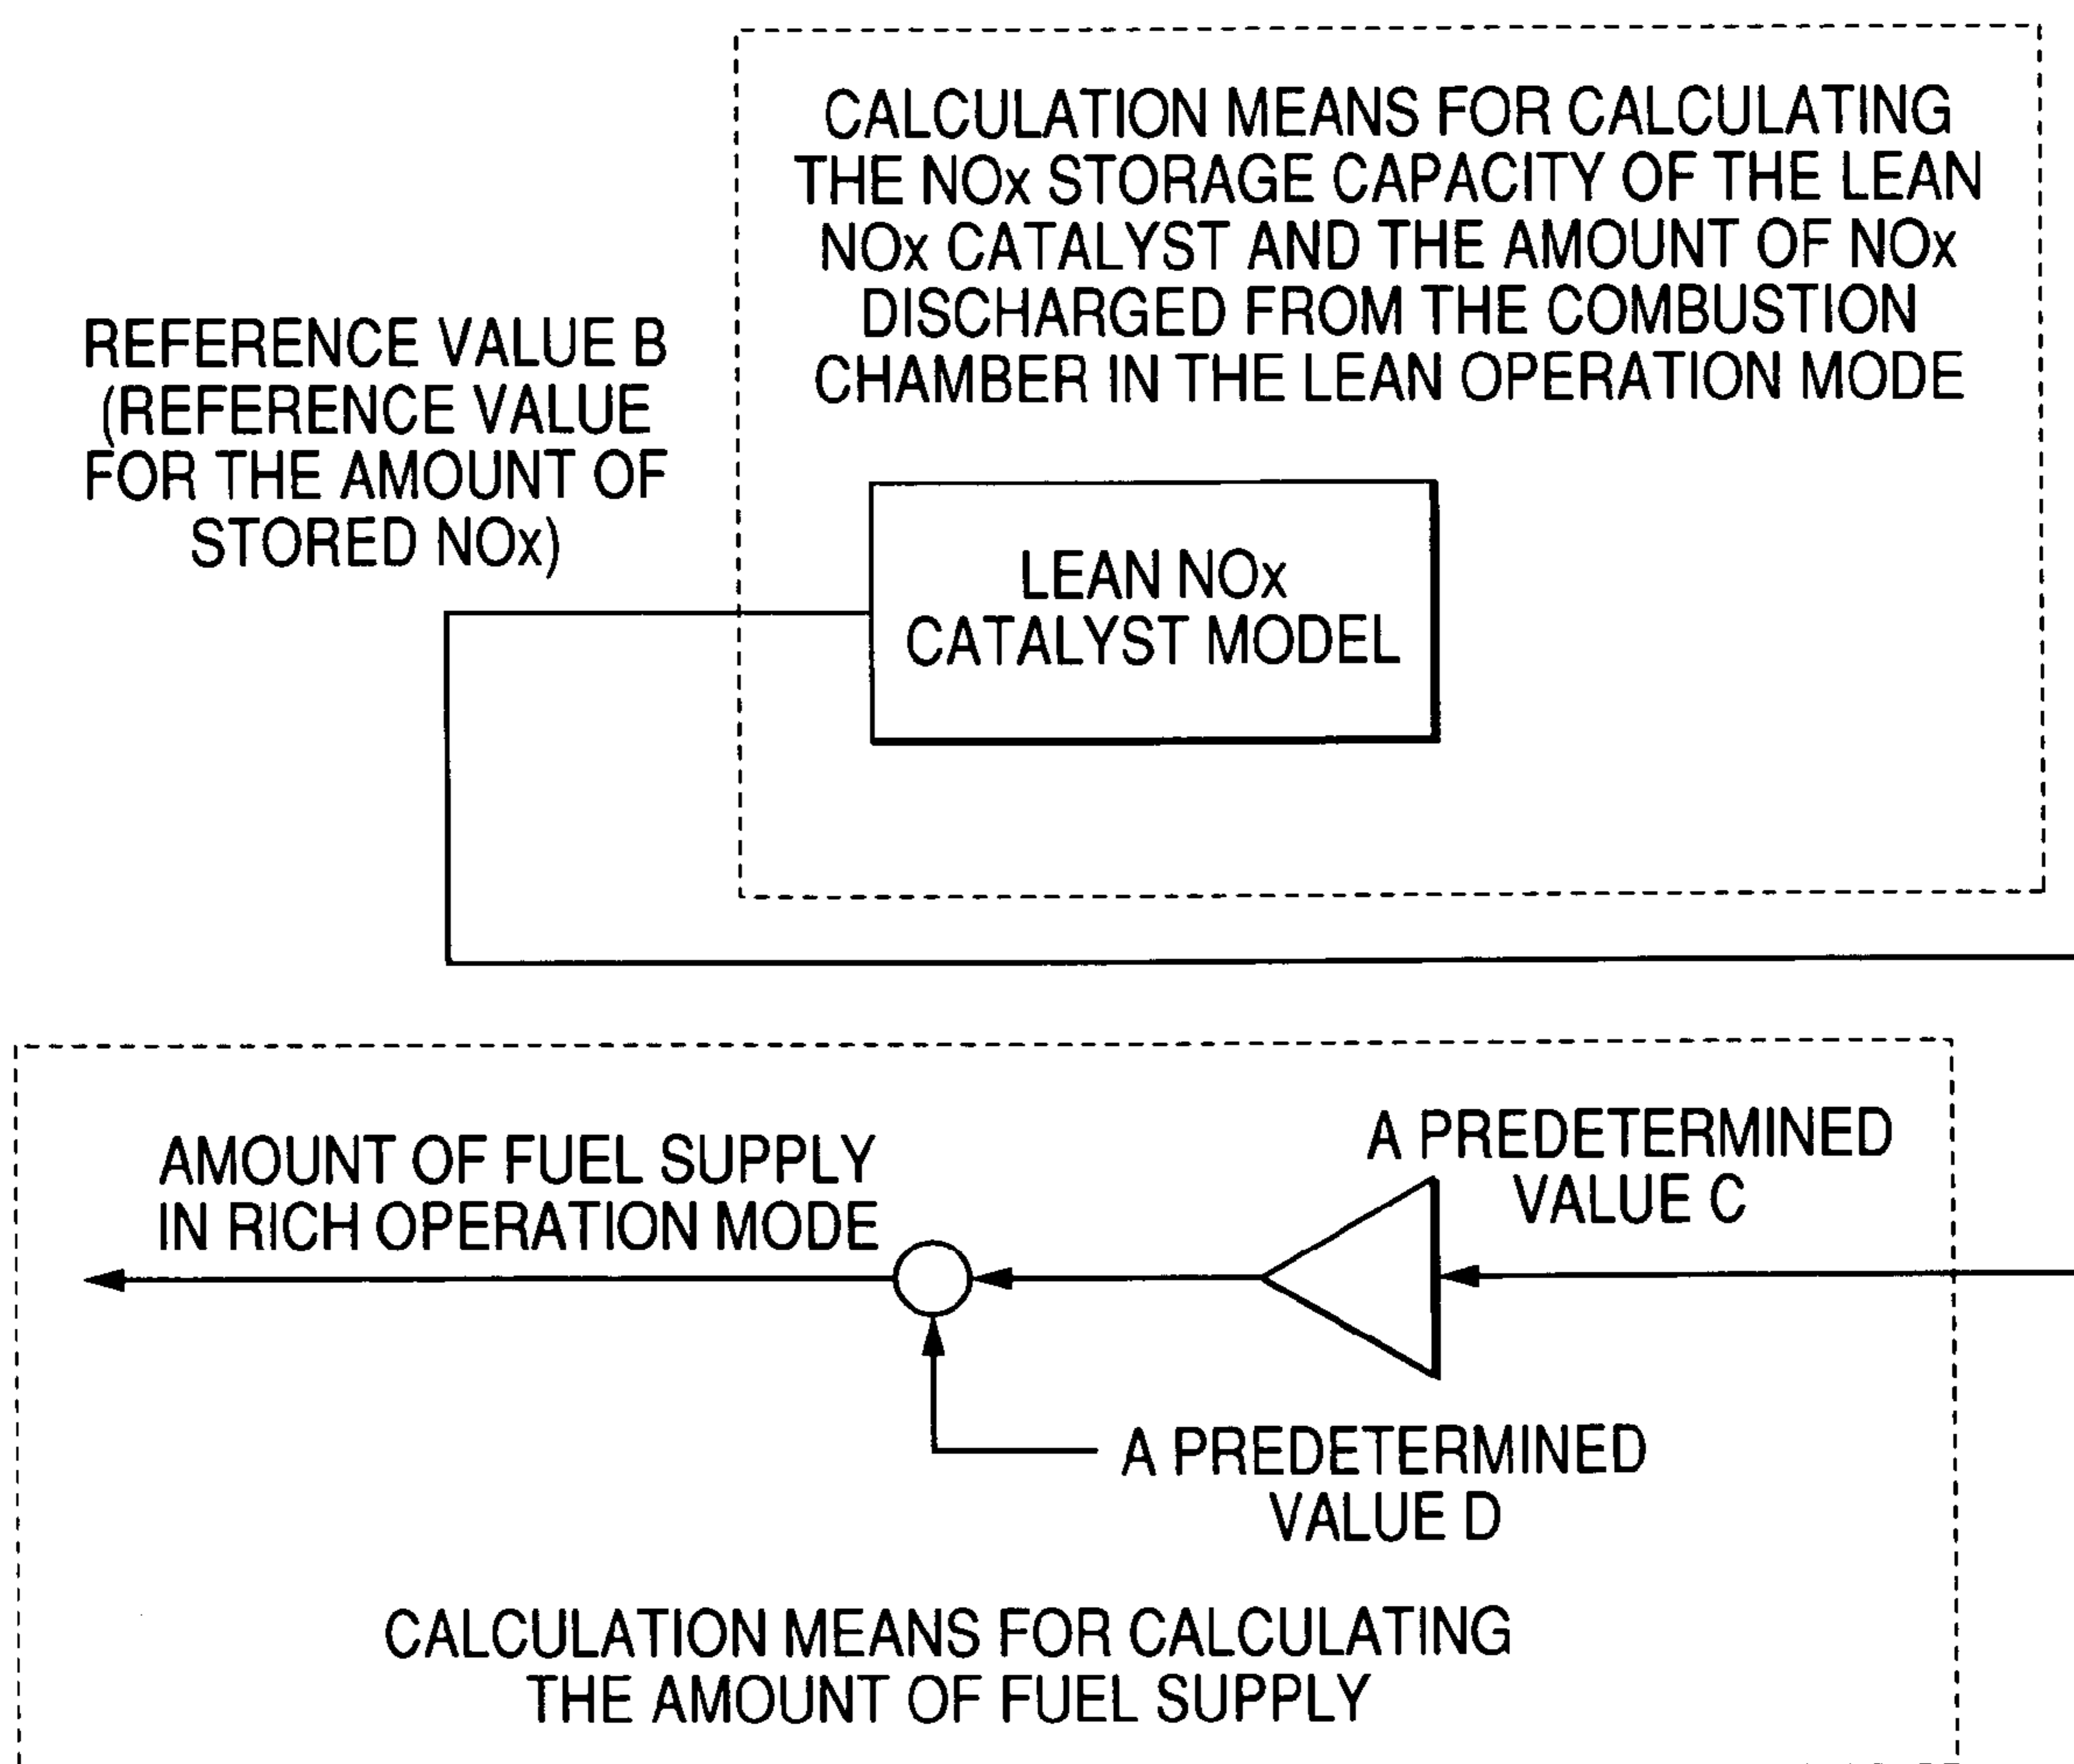 CALCULATION MEANS FOR CALCULATING
THE NOx STORAGE CAPACITY OF THE LEAN
NOx CATALYST AND THE AMOUNT OF NOx
DISCHARGED FROM THE COMBUSTION
CHAMBER IN THE LEAN OPERATION MODE
REFERENCE VALUE B
(REFERENCE VALUE
FOR THE AMOUNT OF
STORED NOx)
LEAN NOx
CATALYST MODEL
A PREDETERMINED
VALUE C
AMOUNT OF FUEL SUPPLY
IN RICH OPERATION MODE
A PREDETERMINED
VALUE D
CALCULATION MEANS FOR CALCULATING
THE AMOUNT OF FUEL SUPPLY